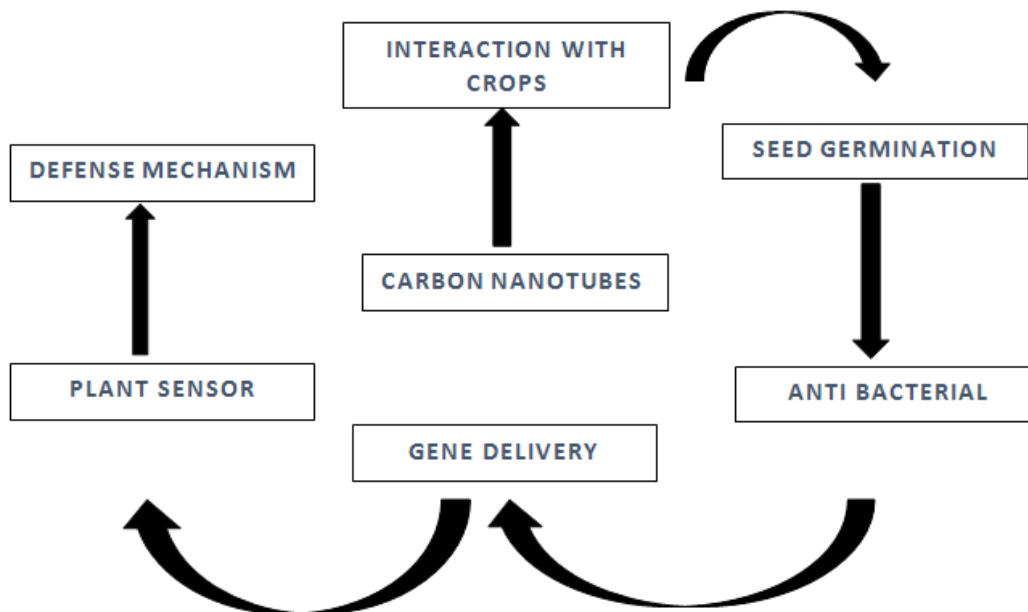 INTERACTION WITH
CROPS
SEED GERMINATION
DEFENSE MECHANISM
CARBON NANOTUBES
PLANT SENSOR
ANTI BACTERIAL
GENE DELIVERY